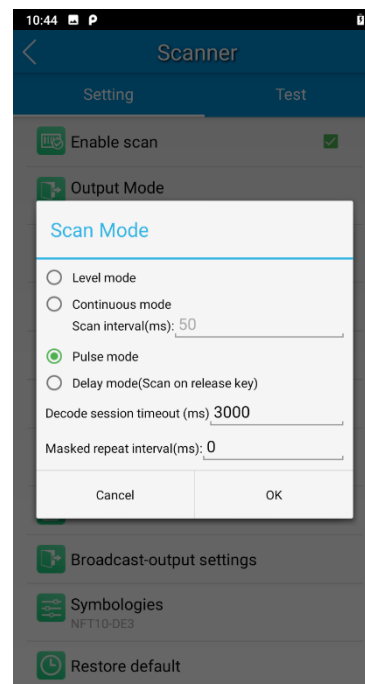 10:44
Scanner
Setting Test
Enable scan
Output Mode
Scan Mode
Level mode
Continuous mode
Scan interval(ms): 50
Pulse mode
Delay mode(Scan on release key)
Decode session timeout (ms) 3000
Masked repeat interval(ms): 0
Cancel OK
Broadcast-output settings
Symbologies
NFT10-DE3
Restore default